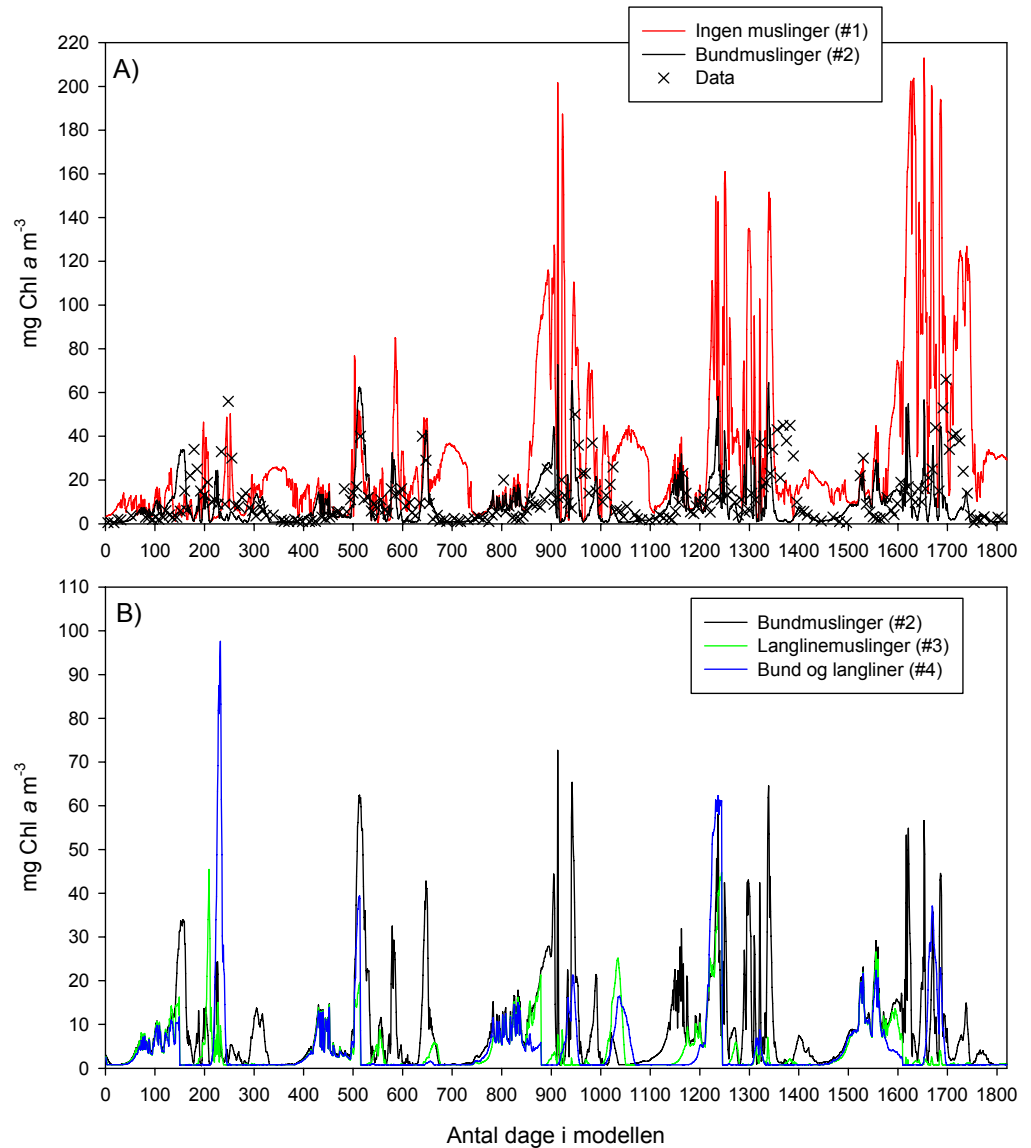 Ingen muslinger (#1)
Bundmuslinger (#2)
Data
A)
220
200
180
160
140
120
100
80
60
40
20
0
mg Chl a m-3
0 100 200 300 400 500 600 700 800 900 1000 1100 1200 1300 1400 1500 1600 1700 1800
B)
Bundmuslinger (#2)
Langlinemuslinger (#3)
Bund og langliner (#4)
110
100
90
80
70
60
50
40
30
20
10
0
mg Chl a m-3
0 100 200 300 400 500 600 700 800 900 1000 1100 1200 1300 1400 1500 1600 1700 1800
Antal dage i modellen